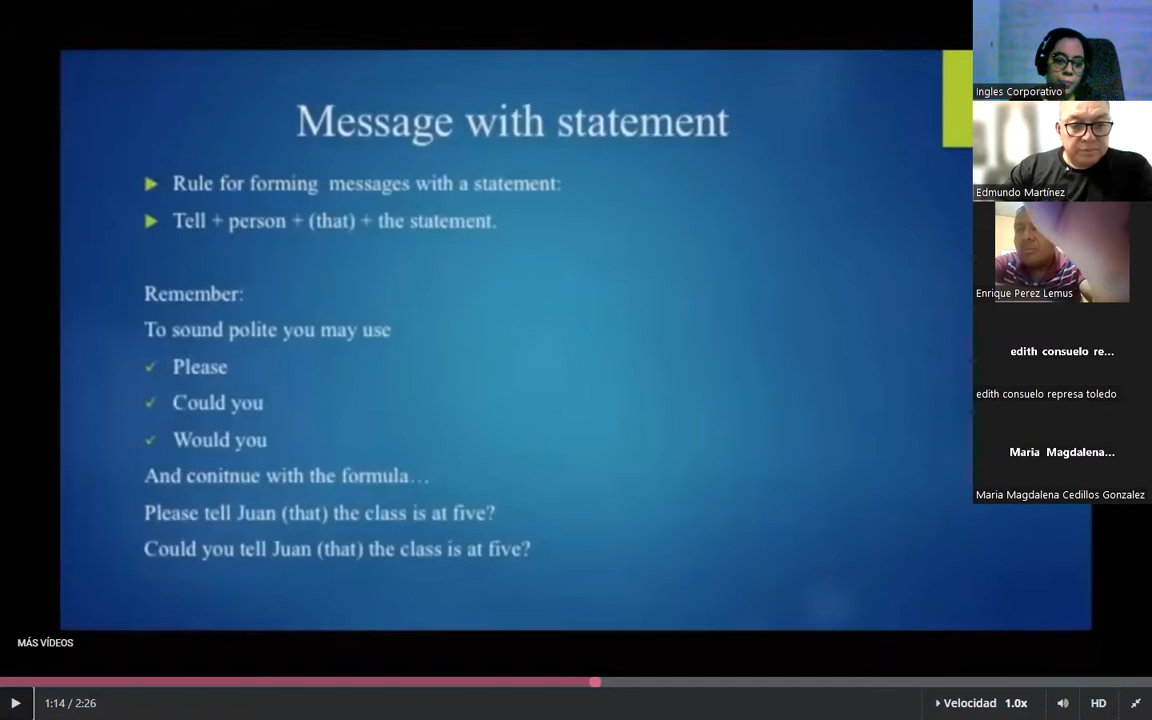 Message with statement
Rule for forming messages with a statement:
Tell + person + (that) + the statement.
Remember:
To sound polite you may use
Please
Could you
Would you
And conitnue with the formula…
Please tell Juan (that) the class is at five?
Could you tell Juan (that) the class is at five?
Ingles Corporativo
Edmundo Martínez
Enrique Perez Lemus
edith consuelo re...
edith consuelo represa toledo
Maria Magdalena...
Maria Magdalena Cedillos Gonzalez
MÁS VÍDEOS
1:14 / 2:26
Velocidad 1.0x
HD